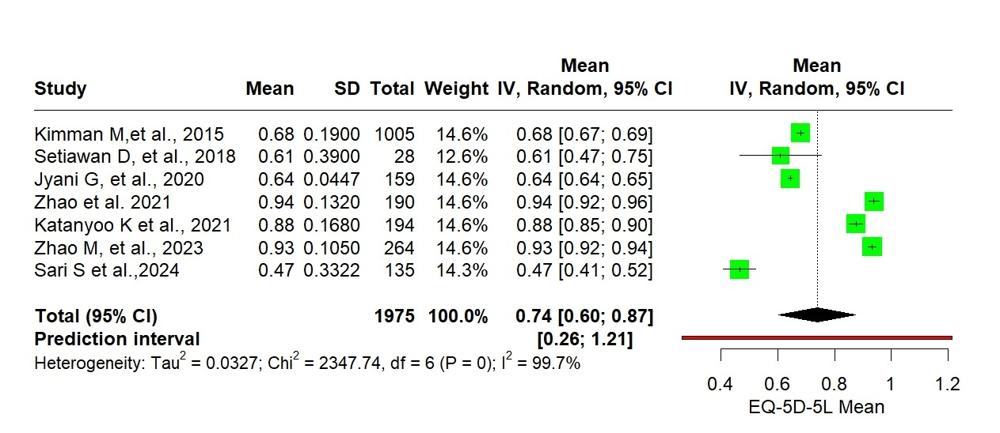 Mean Mean
Study Mean SD Total Weight IV, Random, 95% CI IV, Random, 95% CI
Kimman M,et al., 2015 0.68 0.1900 1005 14.6% 0.68 [0.67; 0.69]
Setiawan D, et al., 2018 0.61 0.3900 28 12.6% 0.61 [0.47; 0.75]
Jyani G, et al., 2020 0.64 0.0447 159 14.6% 0.64 [0.64; 0.65]
Zhao et al. 2021 0.94 0.1320 190 14.6% 0.94 [0.92; 0.96]
Katanyoo K et al., 2021 0.88 0.1680 194 14.6% 0.88 [0.85; 0.90]
Zhao M, et al., 2023 0.93 0.1050 264 14.6% 0.93 [0.92; 0.94]
Sari S et al.,2024 0.47 0.3322 135 14.3% 0.47 [0.41; 0.52]
Total (95% CI) 1975 100.0% 0.74 [0.60; 0.87]
Prediction interval [0.26; 1.21]
Heterogeneity: Tau² = 0.0327; Chi² = 2347.74, df = 6 (P = 0); I² = 99.7%
0.4 0.6 0.8 1 1.2
EQ-5D-5L Mean